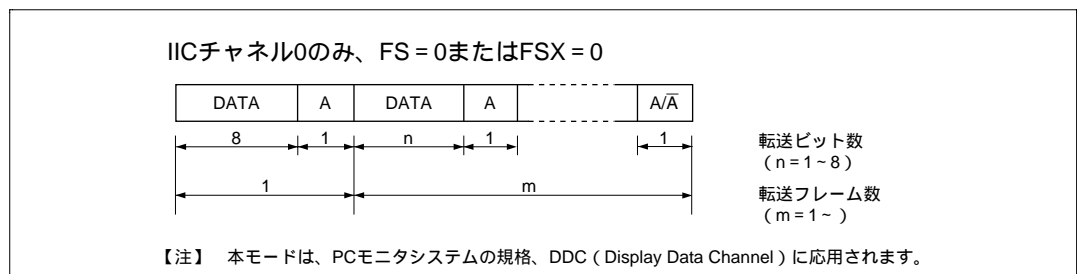 IICチャネル0のみ、FS = 0またはFSX = 0
DATA A DATA A A/A̅
8 1 n 1 1 転送ビット数
（n = 1～8）
1 m 転送フレーム数
（m = 1～）
【注】 本モードは、PCモニタシステムの規格、DDC（Display Data Channel）に応用されます。